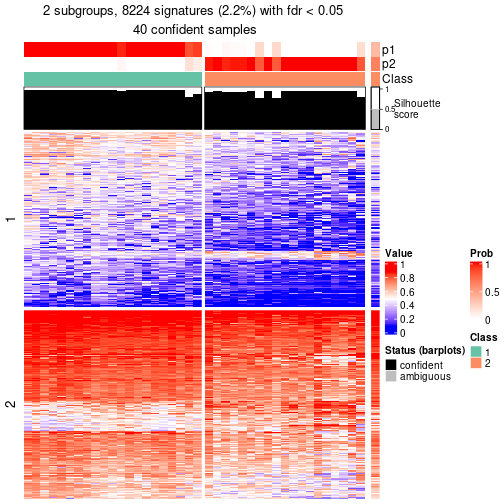 2 subgroups, 8224 signatures (2.2%) with fdr < 0.05
40 confident samples
p1
p2
Class
1
0.5
0
Silhouette
score
1
2
Value
1
0.8
0.6
0.4
0.2
0
Prob
1
0.5
0
Status (barplots)
confident
ambiguous
Class
1
2